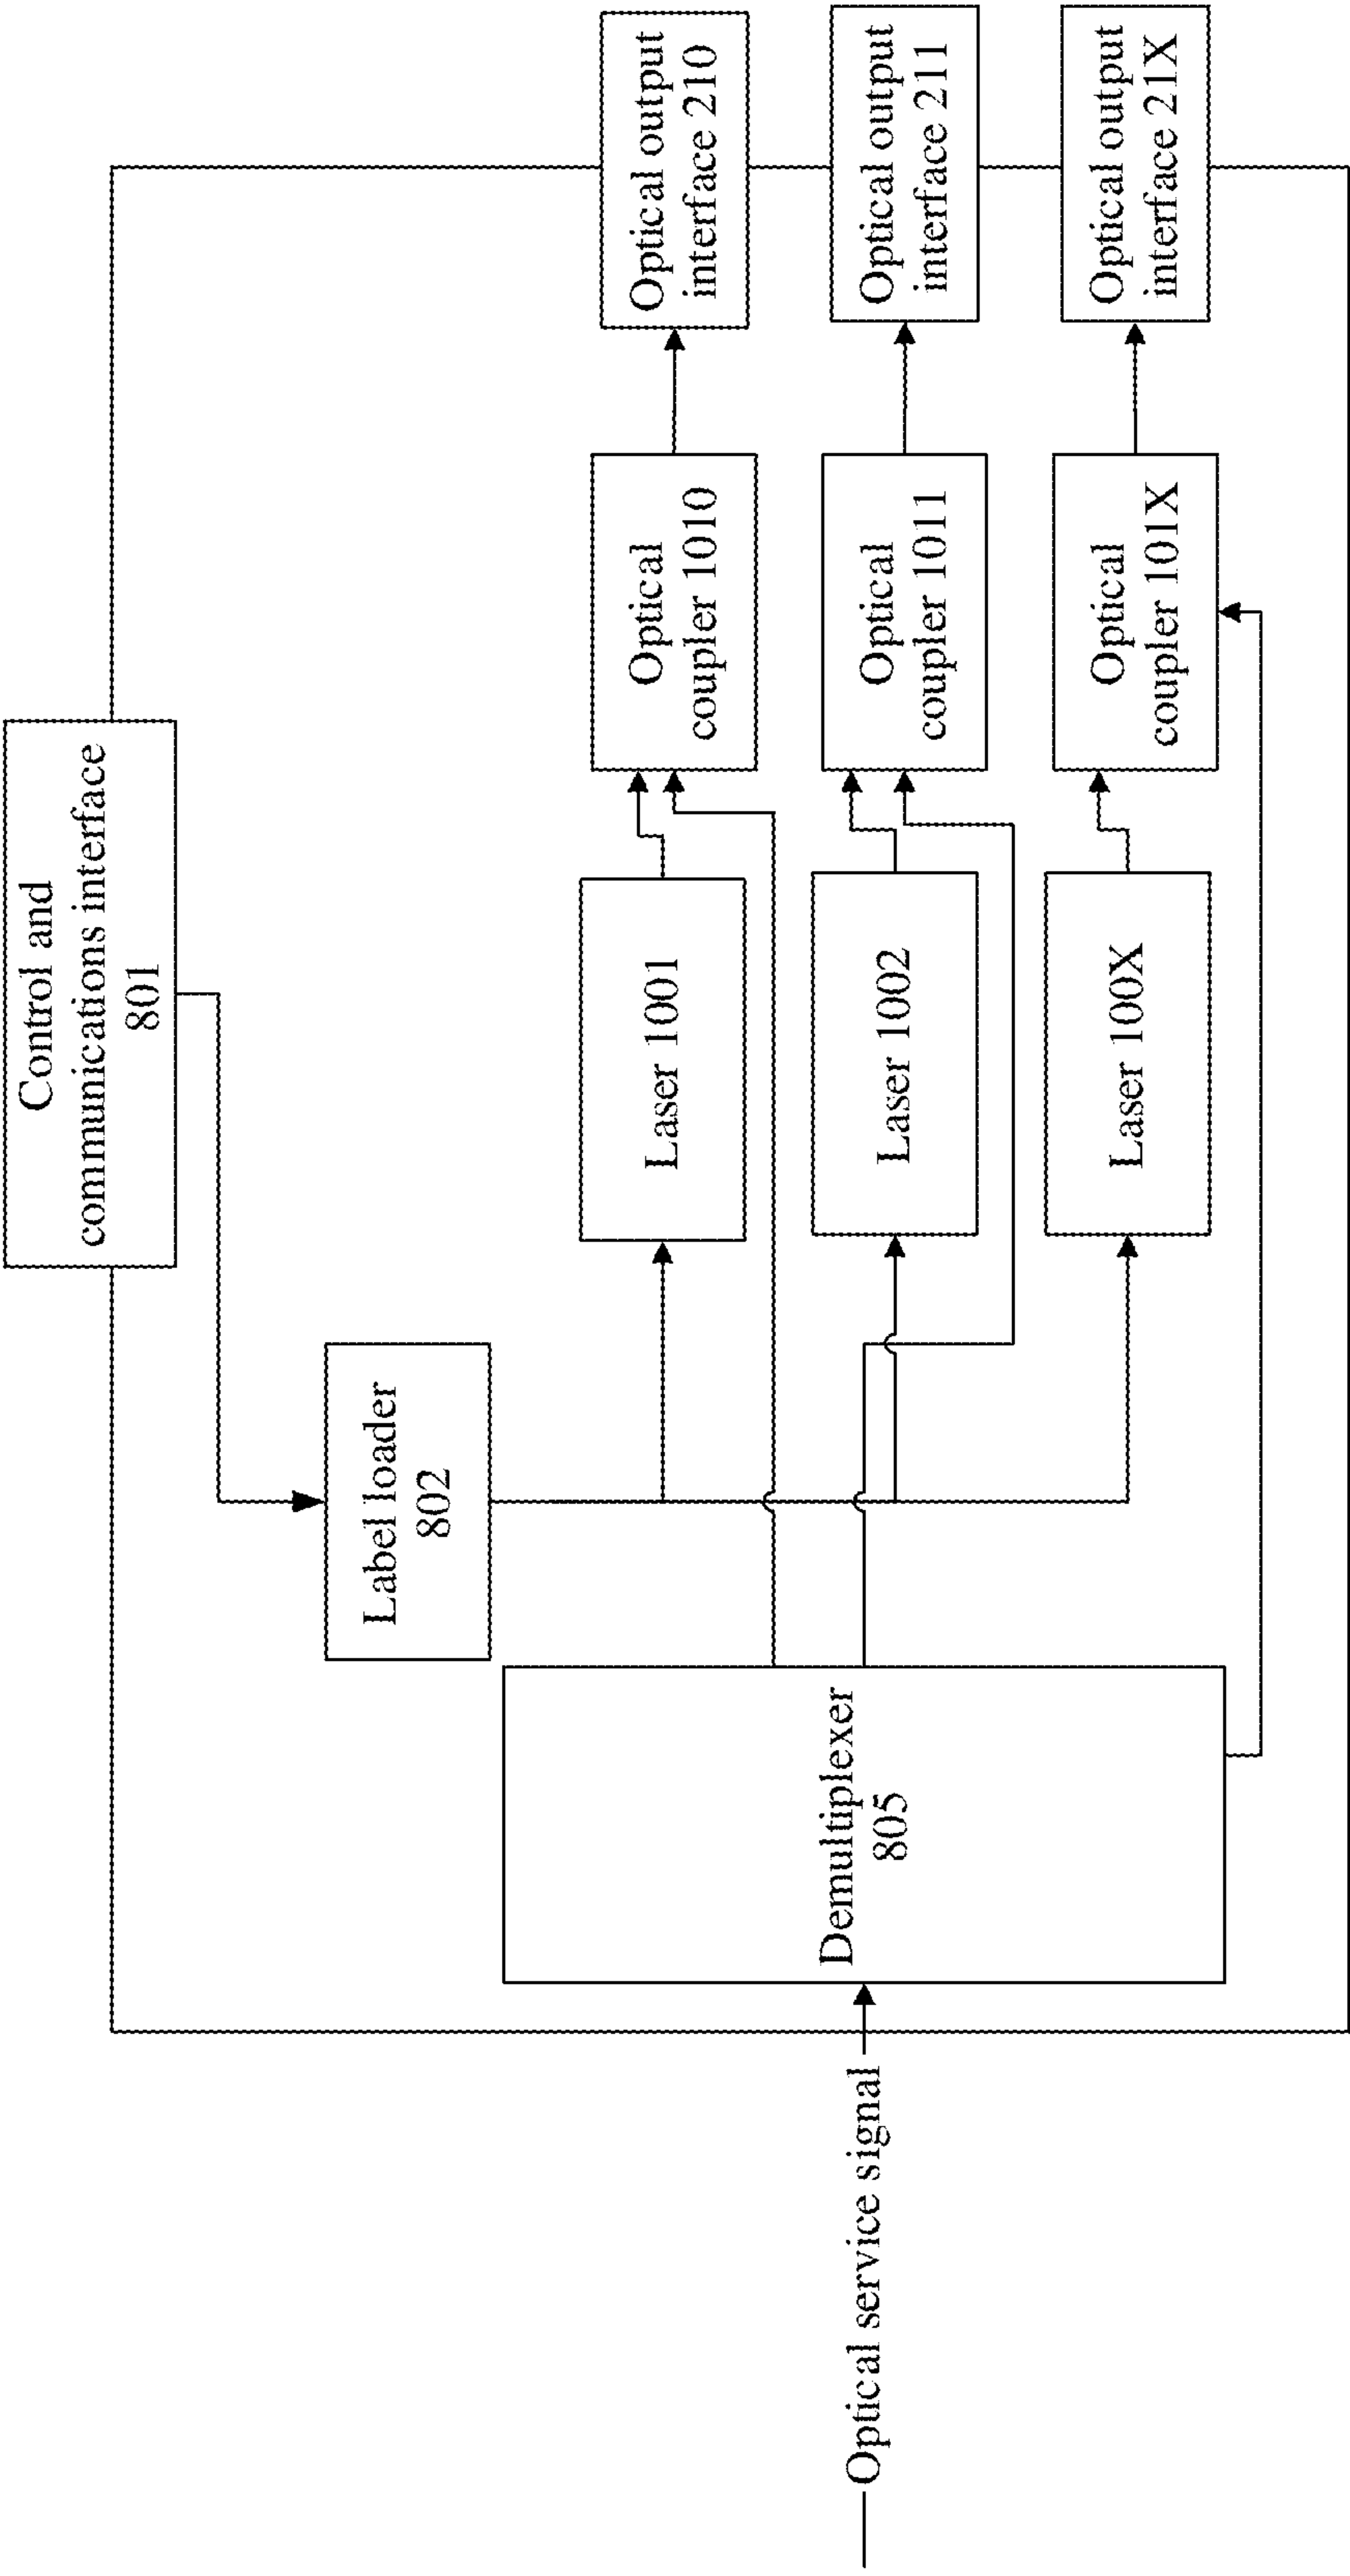 Control and
communications interface
801
Label loader
802
Optical service signal
Demultiplexer
805
Laser 1001
Optical
coupler 1010
Optical output
interface 210
Laser 1002
Optical
coupler 1011
Optical output
interface 211
Laser 100X
Optical
coupler 101X
Optical output
interface 21X